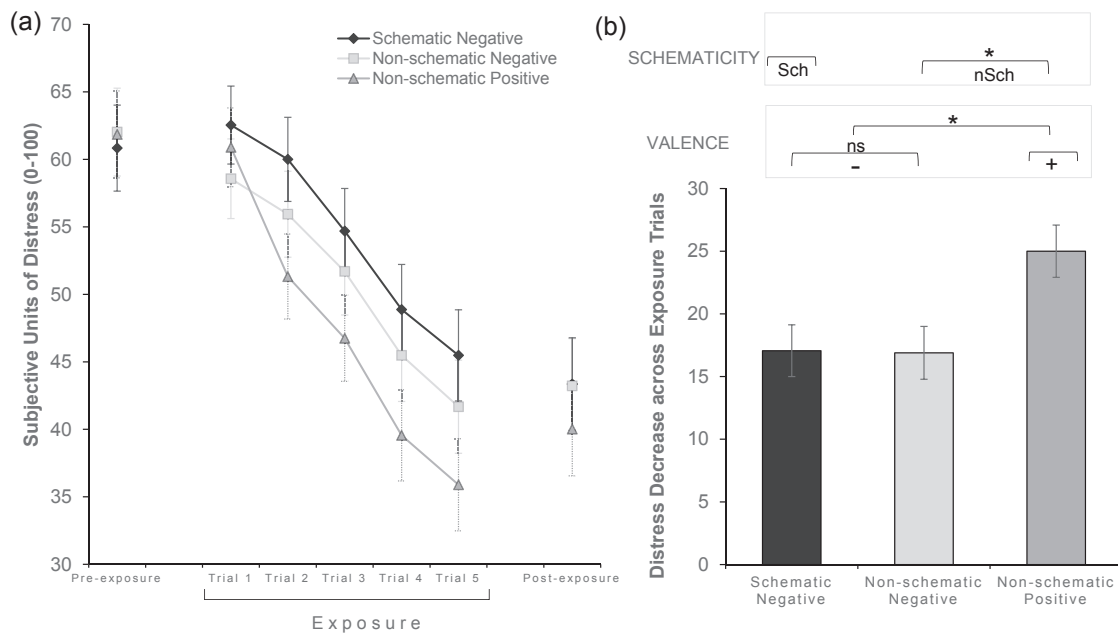 (a)
Subjective Units of Distress (0-100)
70
65
60
55
50
45
40
35
30
Schematic Negative
Non-schematic Negative
Non-schematic Positive
Pre-exposure
Trial 1
Trial 2
Trial 3
Trial 4
Trial 5
Post-exposure
Exposure
(b)
SCHEMATICITY
Sch
*
nSch
VALENCE
*
ns
-
+
Distress Decrease across Exposure Trials
30
25
20
15
10
5
0
Schematic
Negative
Non-schematic
Negative
Non-schematic
Positive